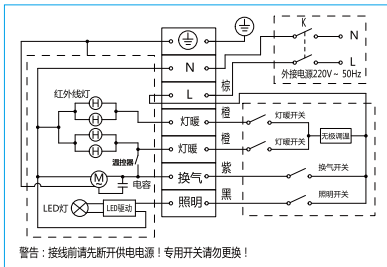 K
N
N
L
L
棕
外接电源220V ~ 50Hz
红外线灯
H
H
H
H
橙
灯暖
灯暖开关
无极调温
温控器
橙
灯暖
灯暖开关
紫
M
电容
换气
换气开关
黑
LED灯
LED驱动
照明
照明开关
警告：接线前请先断开供电电源！专用开关请勿更换！